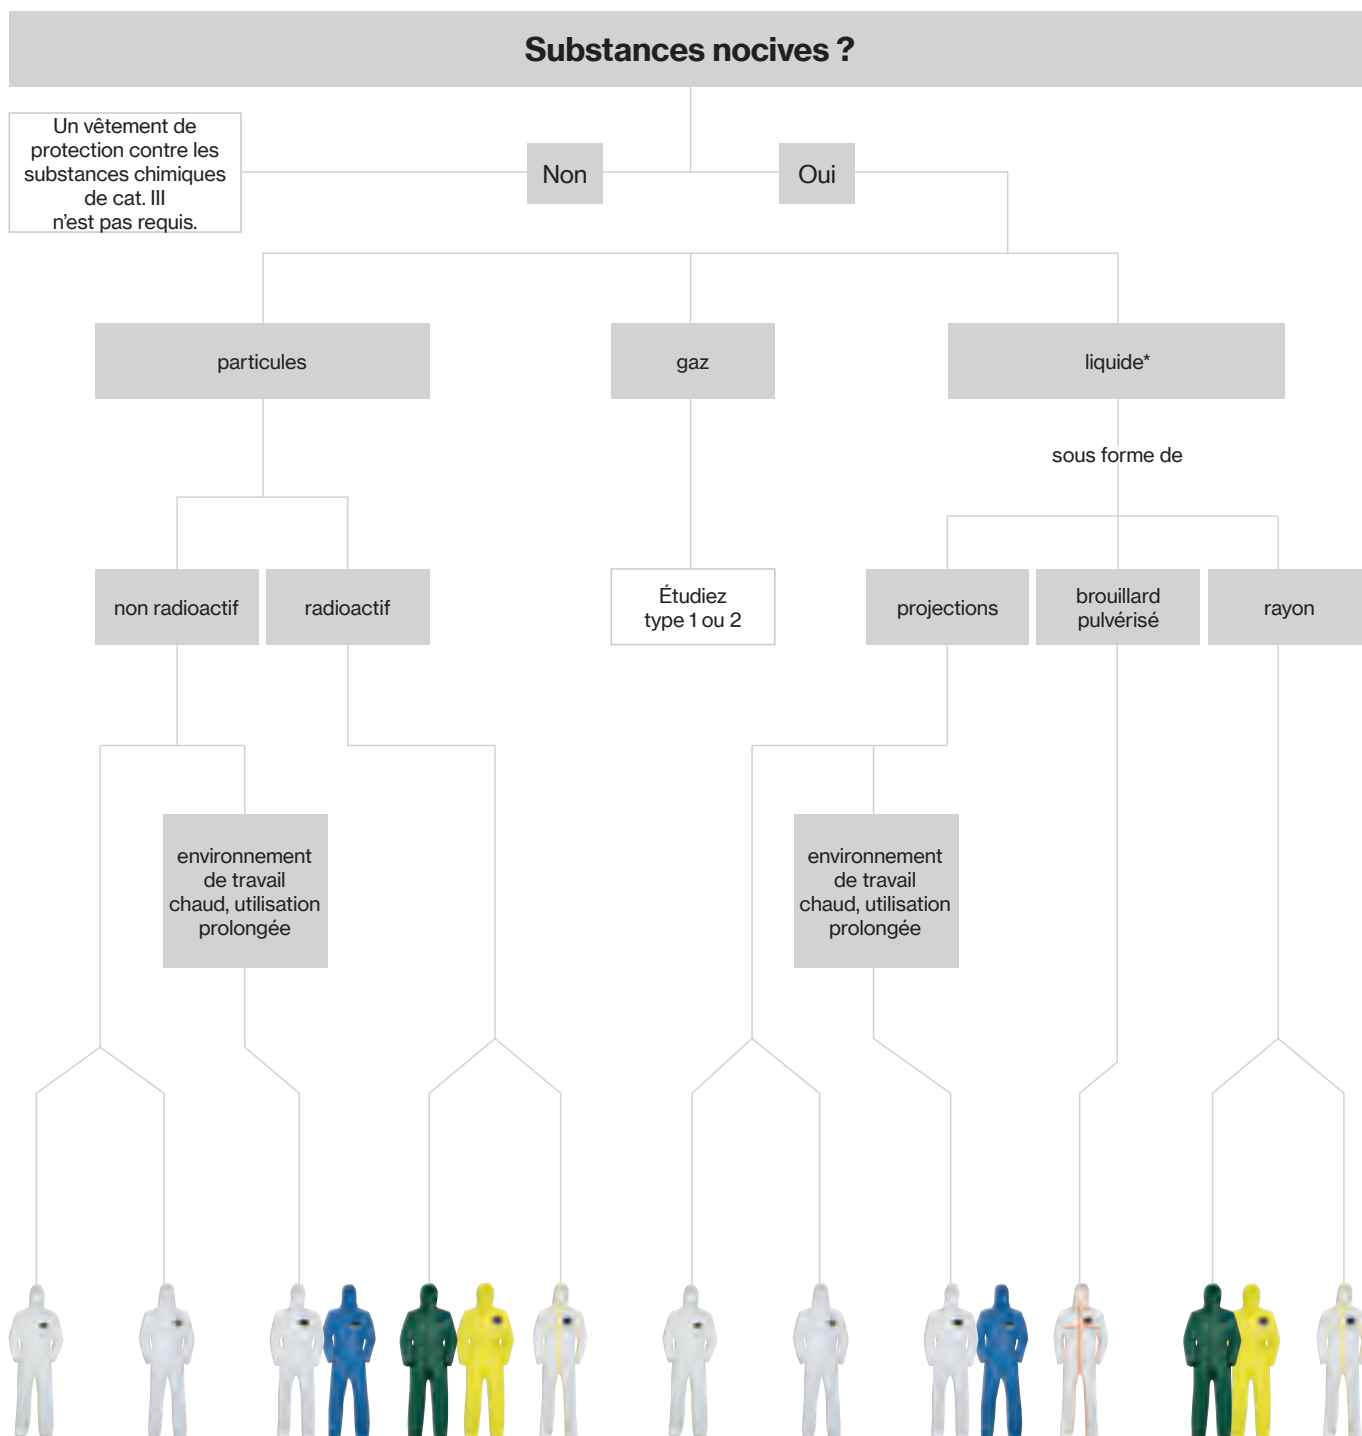 Substances nocives ?
Un vêtement de
protection contre les
substances chimiques
de cat. III
n’est pas requis.
Non
Oui
particules
gaz
liquide*
sous forme de
non radioactif
radioactif
Étudiez
type 1 ou 2
projections
brouillard
pulvérisé
rayon
environnement
de travail
chaud, utilisation
prolongée
environnement
de travail
chaud, utilisation
prolongée